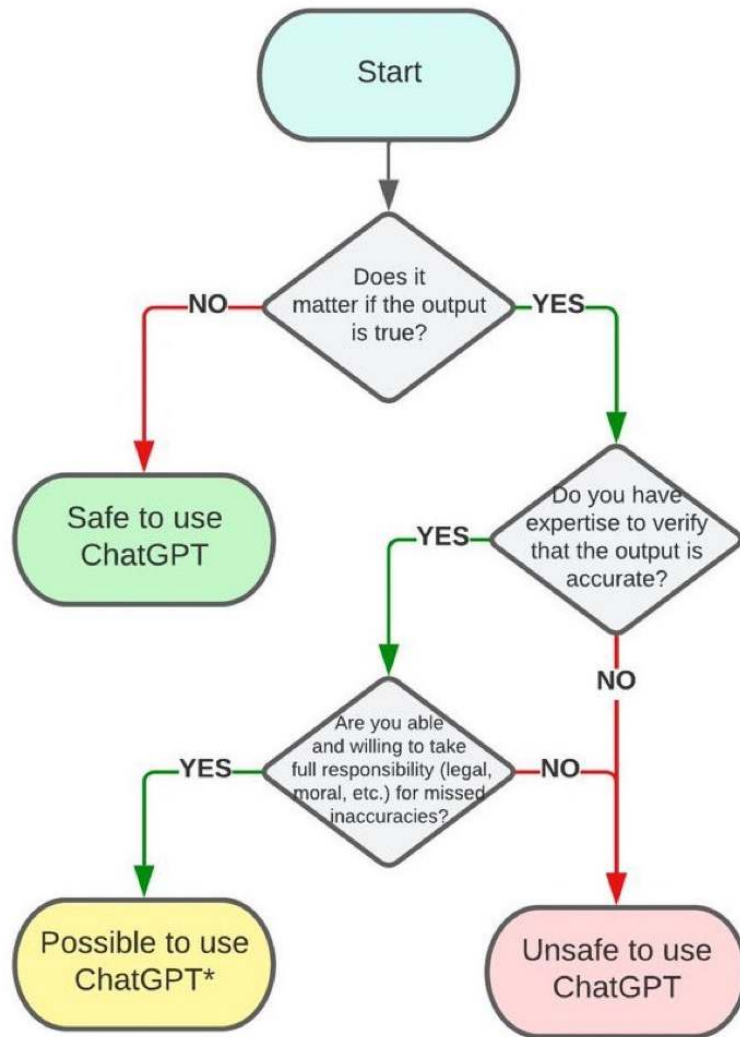 Start
Does it
matter if the output
is true?
NO
YES
Safe to use
ChatGPT
Do you have
expertise to verify
that the output is
accurate?
YES
NO
Are you able
and willing to take
full responsibility (legal,
moral, etc.) for missed
inaccuracies?
YES
NO
Possible to use
ChatGPT*
Unsafe to use
ChatGPT